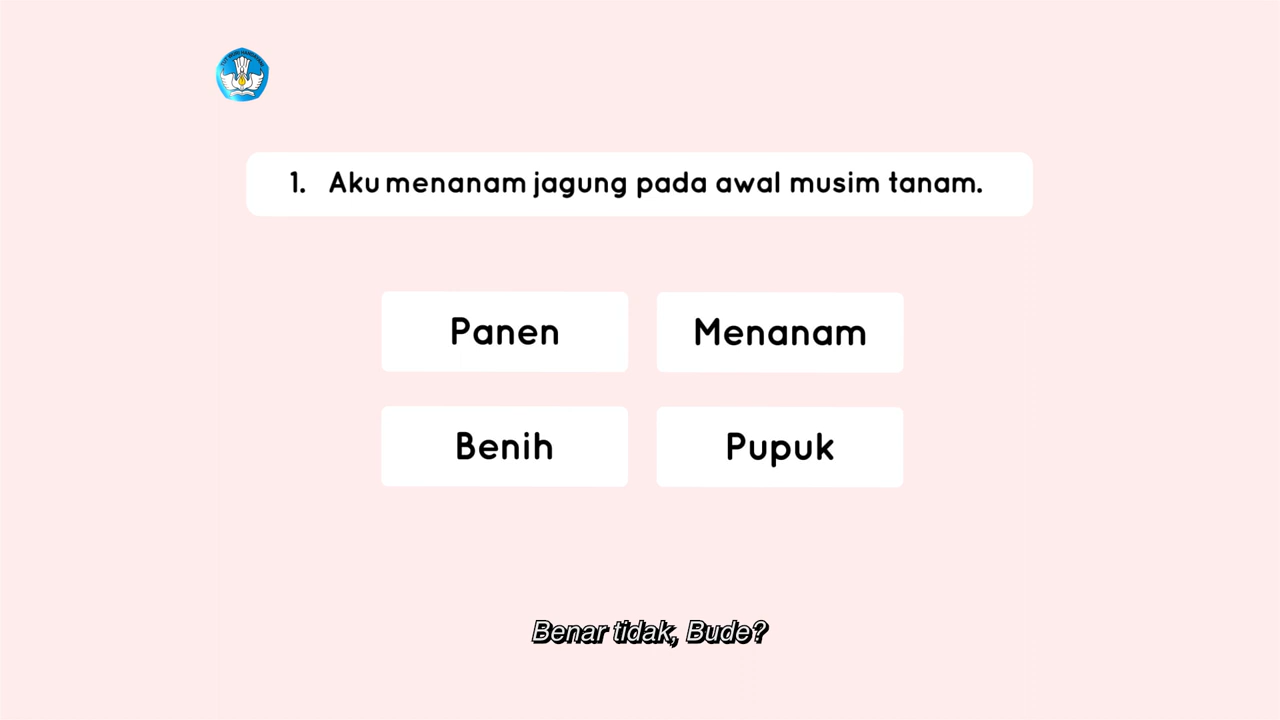 1. Aku menanam jagung pada awal musim tanam.
Panen
Menanam
Benih
Pupuk
Benar tidak, Bude?